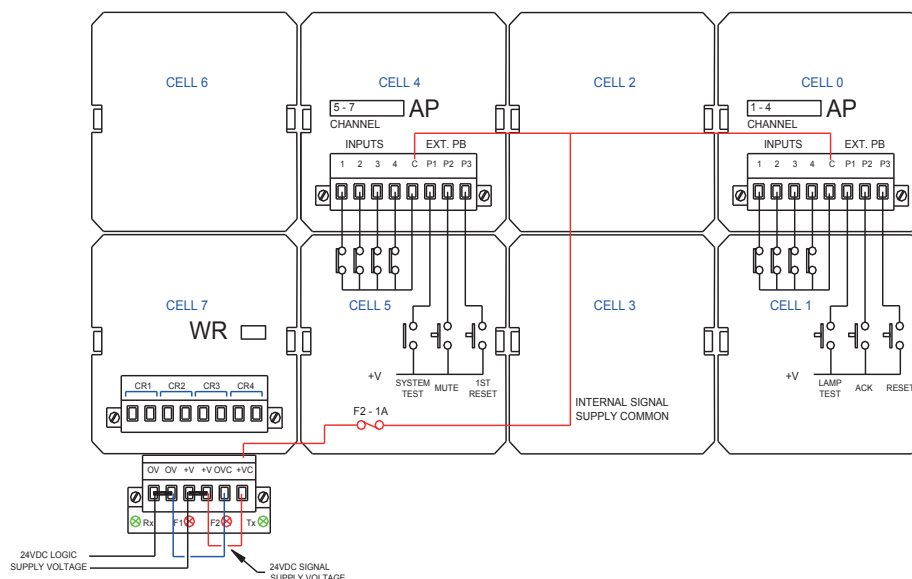 CELL 6
CELL 4
CELL 2
CELL 0
5 - 7
AP
CHANNEL
1 - 4
AP
CHANNEL
INPUTS EXT. PB
1 2 3 4 C P1 P2 P3
INPUTS EXT. PB
1 2 3 4 C P1 P2 P3
CELL 7
CELL 5
CELL 3
CELL 1
WR
CR1 CR2 CR3 CR4
+V
SYSTEM
TEST
MUTE
1ST
RESET
+V
LAMP
TEST
ACK
RESET
F2 - 1A
INTERNAL SIGNAL
SUPPLY COMMON
OV OV +V +V OVC +VC
Rx F1 F2 Tx
24VDC LOGIC
SUPPLY VOLTAGE
24VDC SIGNAL
SUPPLY VOLTAGE